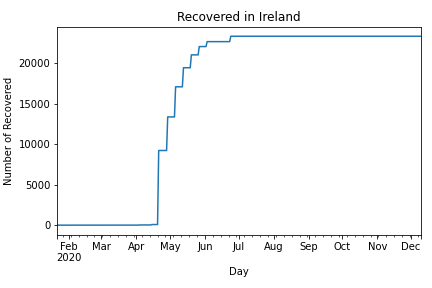 Recovered in Ireland
Number of Recovered
20000
15000
10000
5000
0
Feb Mar Apr May Jun Jul Aug Sep Oct Nov Dec
2020
Day